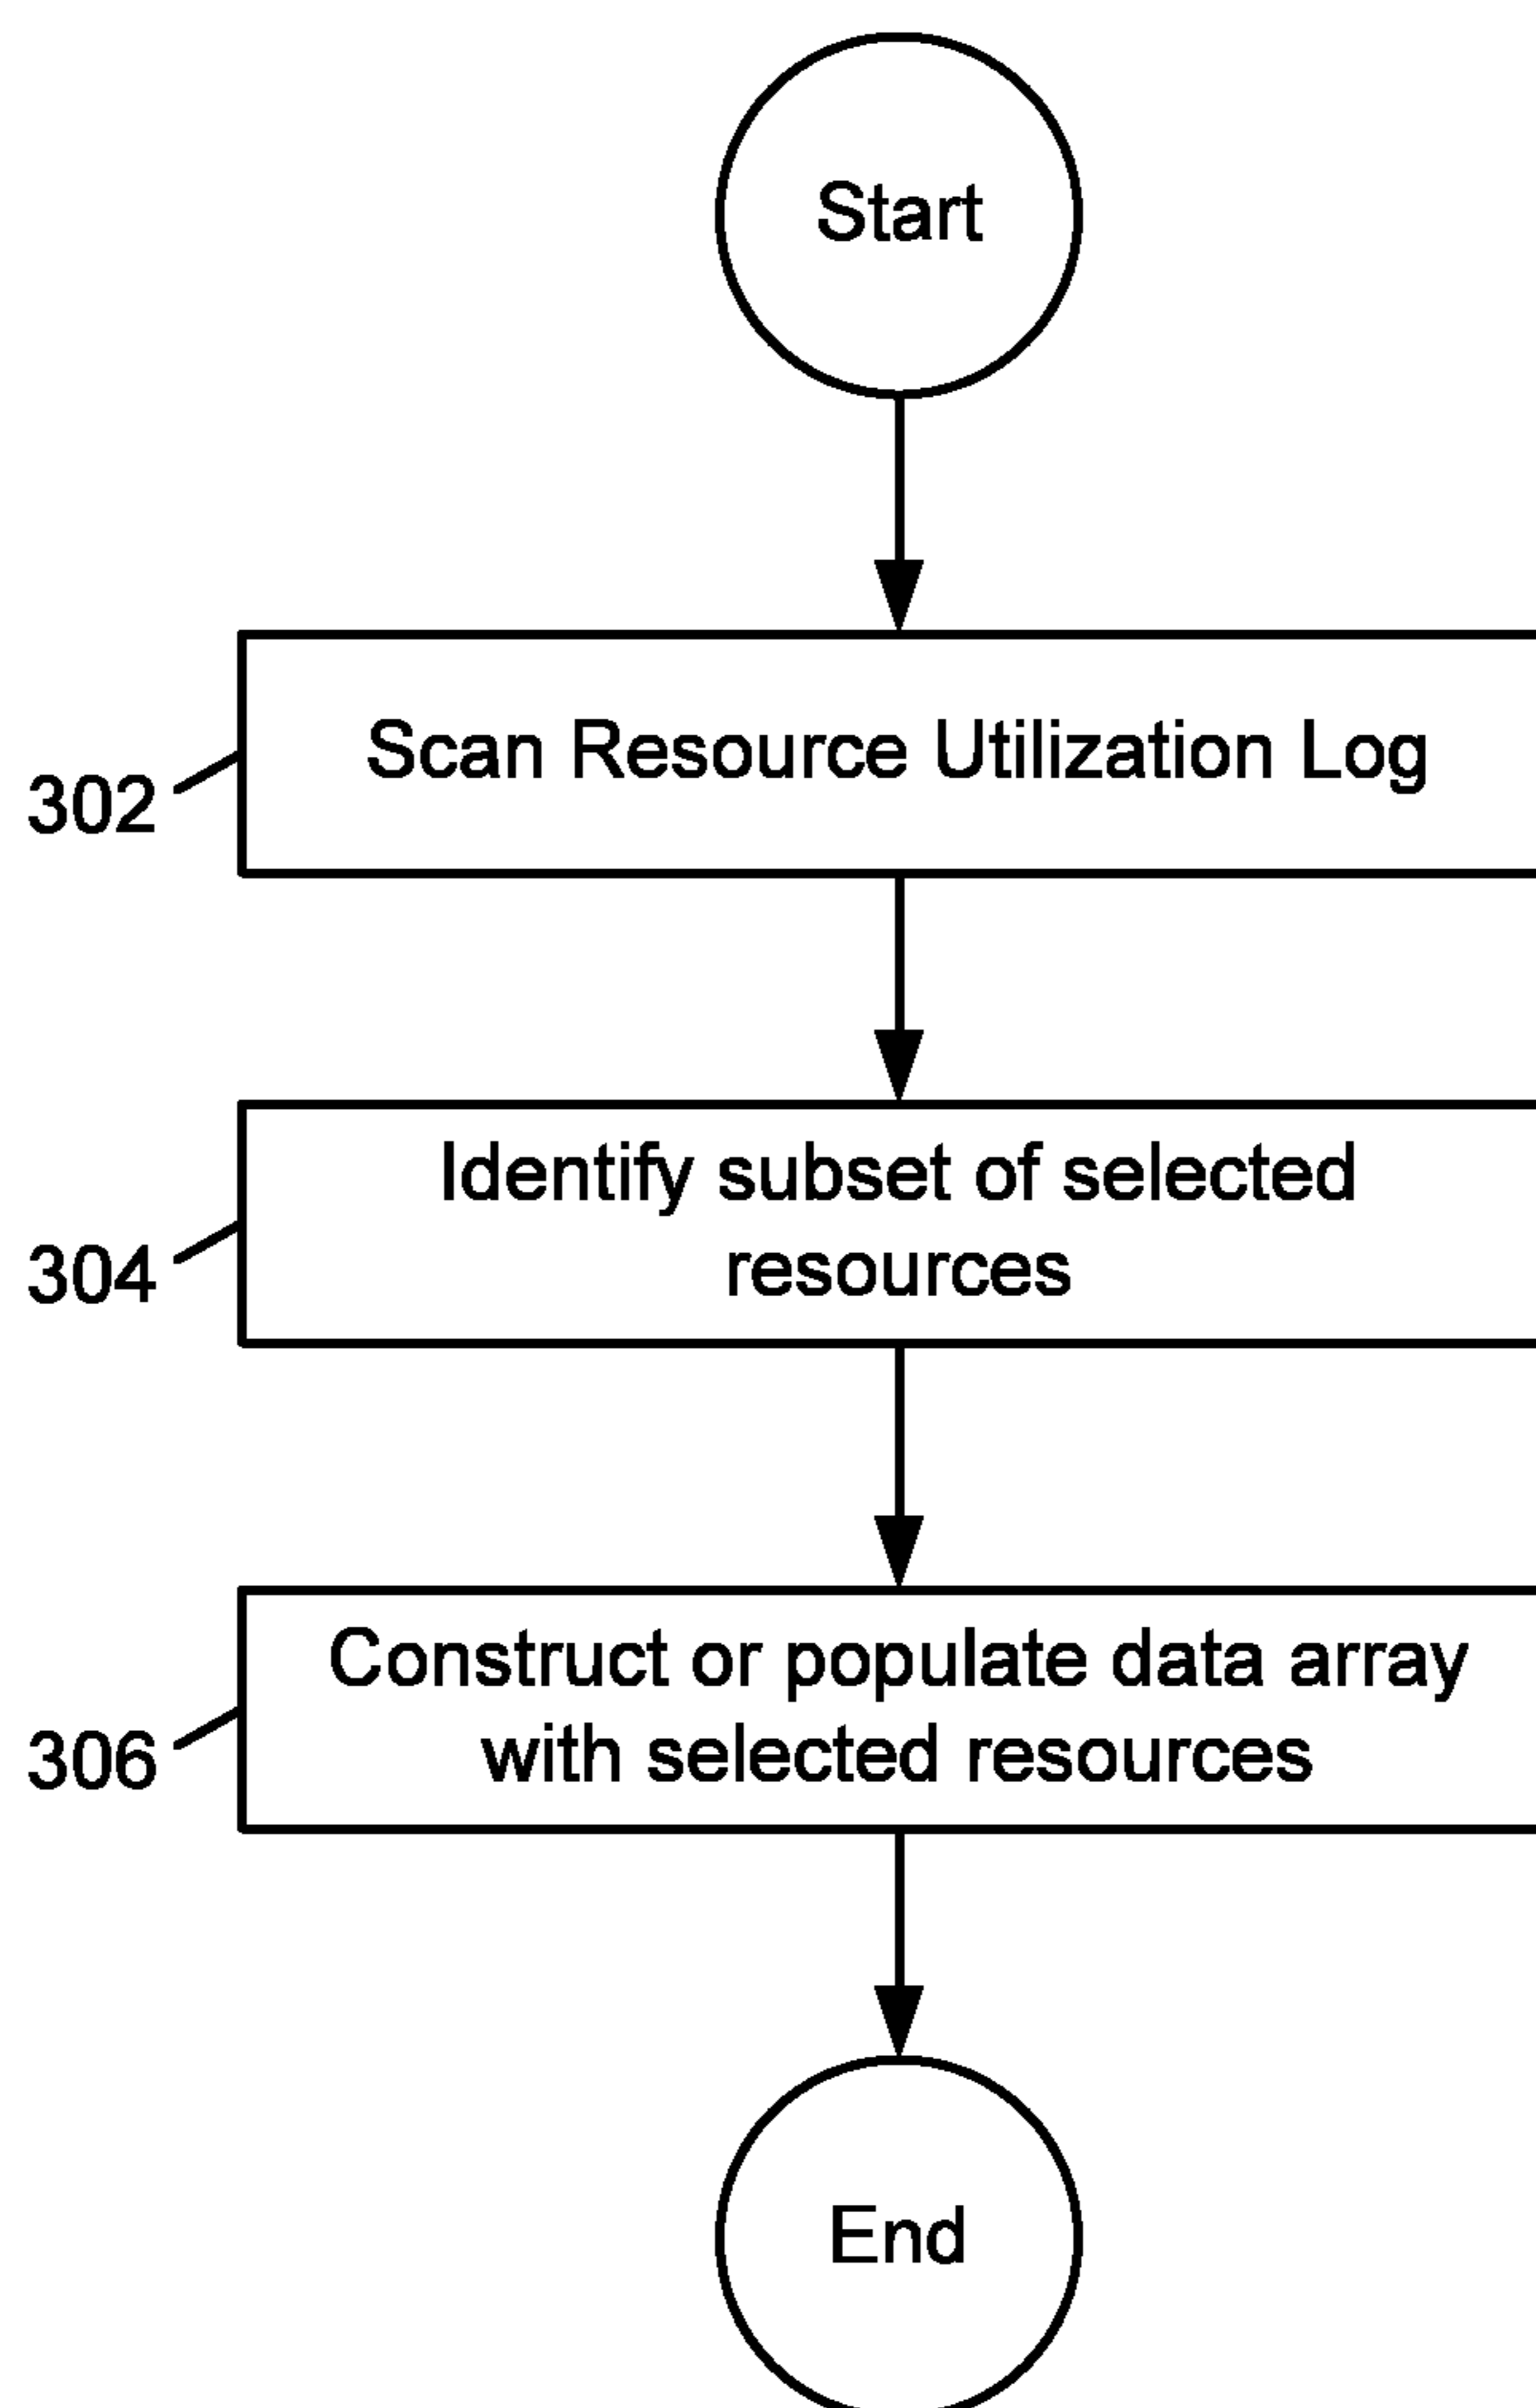 Start
Scan Resource Utilization Log
302
Identify subset of selected
resources
304
Construct or populate data array
with selected resources
306
End